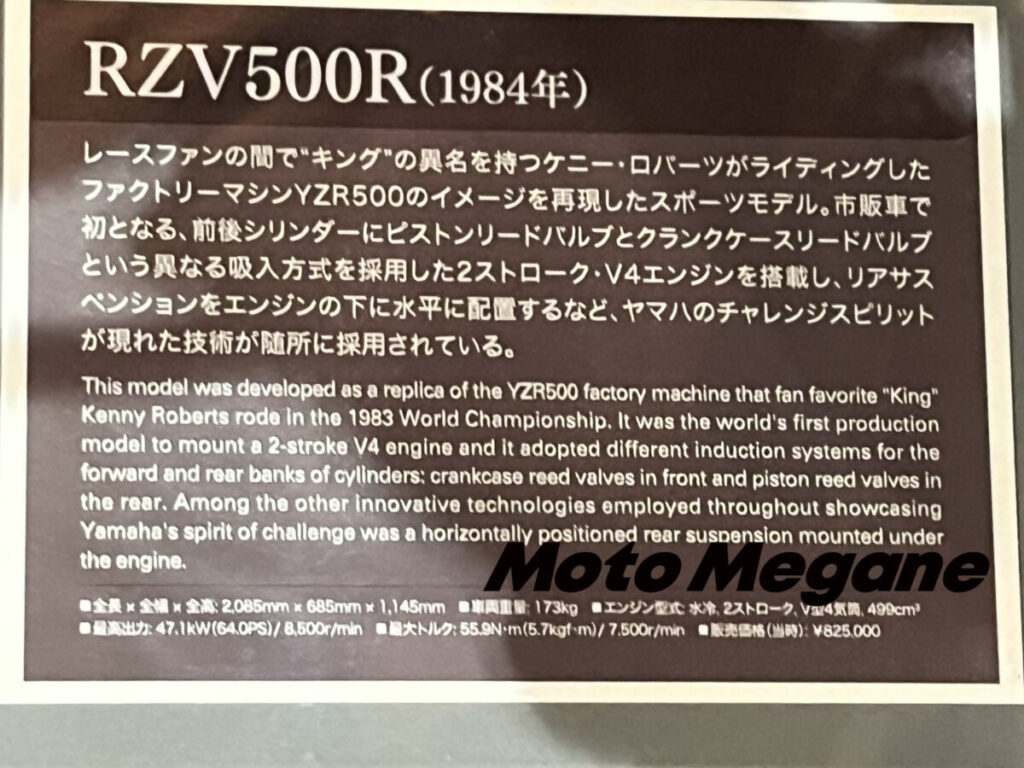 RZV500R(1984年)
レースファンの間で"キング"の異名を持つケニー・ロバーツがライディングした
ファクトリーマシンYZR500のイメージを再現したスポーツモデル。市販車で
初となる、前後シリンダーにピストンリードバルブとクランクケースリードバルブ
という異なる吸入方式を採用した2ストローク・V4エンジンを搭載し、リアサス
ペンションをエンジンの下に水平に配置するなど、ヤマハのチャレンジスピリット
が現れた技術が随所に採用されている。
This model was developed as a replica of the YZR500 factory machine that fan favorite "King"
Kenny Roberts rode in the 1983 World Championship. It was the world's first production
model to mount a 2-stroke V4 engine and it adopted different induction systems for the
forward and rear banks of cylinders: crankcase reed valves in front and piston reed valves in
the rear. Among the other innovative technologies employed throughout showcasing
Yamaha's spirit of challenge was a horizontally positioned rear suspension mounted under
the engine.
Moto Megane
■全長×全幅×全高: 2,085mm×685mm×1,145mm ■車両重量: 173kg ■エンジン型式: 水冷, 2ストローク, V型4気筒, 499cm³
■最高出力: 47.1kW(64.0PS)/ 8,500r/min ■最大トルク: 55.9N・m(5.7kgf・m)/ 7,500r/min ■販売価格(当時): ¥825,000